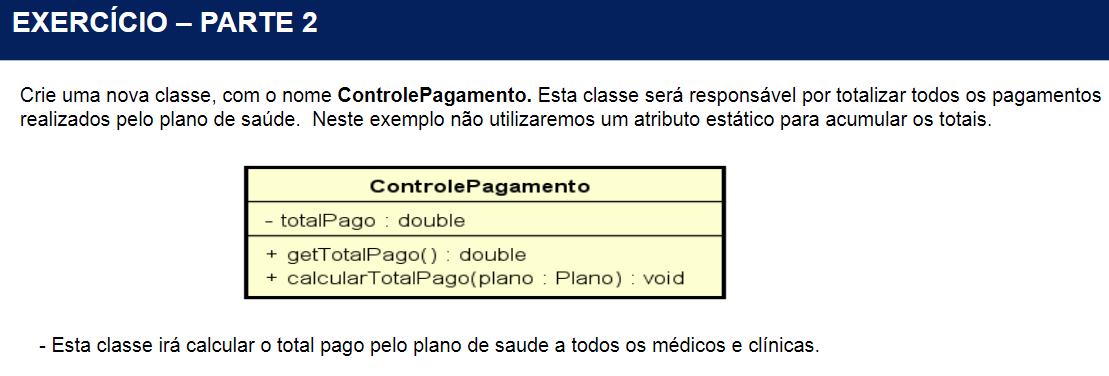 EXERCÍCIO – PARTE 2
Crie uma nova classe, com o nome ControlePagamento. Esta classe será responsável por totalizar todos os pagamentos
realizados pelo plano de saúde.  Neste exemplo não utilizaremos um atributo estático para acumular os totais.
ControlePagamento
- totalPago : double
+ getTotalPago() : double
+ calcularTotalPago(plano : Plano) : void
- Esta classe irá calcular o total pago pelo plano de saude a todos os médicos e clínicas.